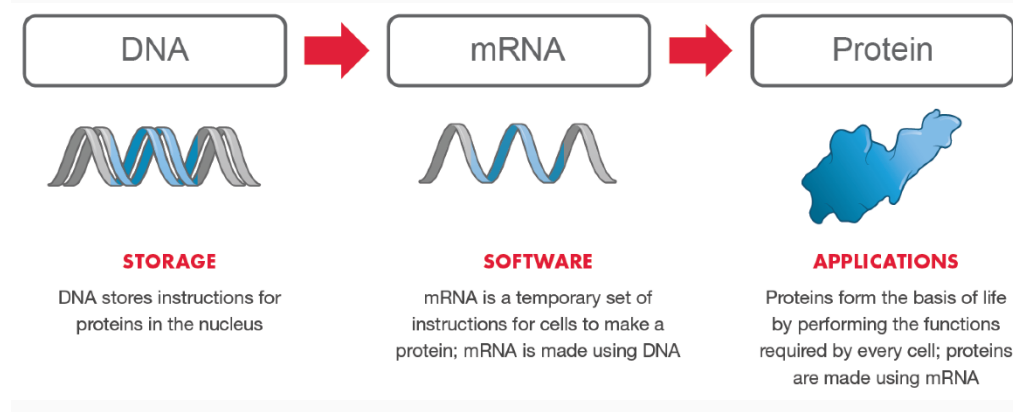 DNA
mRNA
Protein
STORAGE
DNA stores instructions for
proteins in the nucleus
SOFTWARE
mRNA is a temporary set of
instructions for cells to make a
protein; mRNA is made using DNA
APPLICATIONS
Proteins form the basis of life
by performing the functions
required by every cell; proteins
are made using mRNA